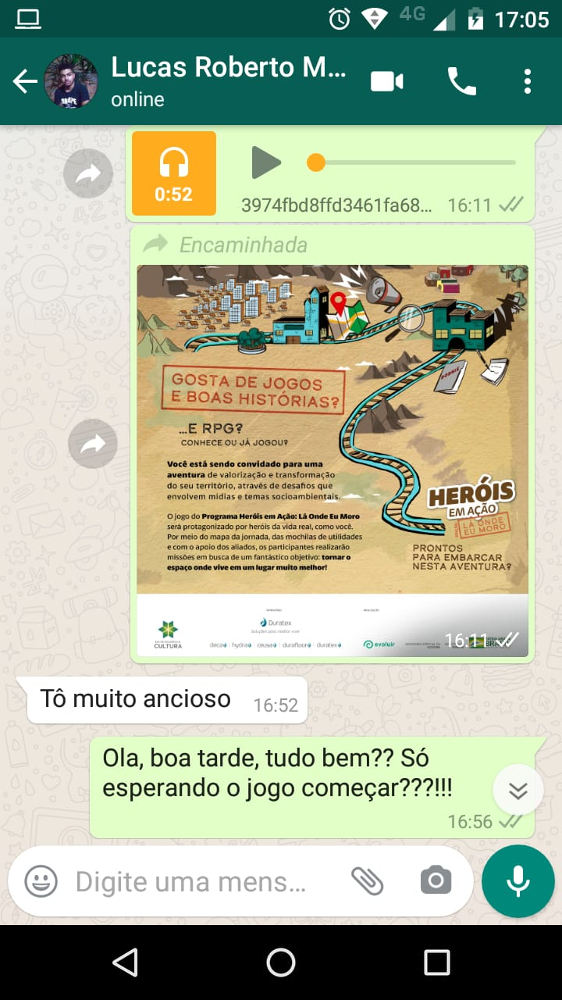 4G 17:05
Lucas Roberto M...
online
0:52
3974fbd8ffd3461fa68... 16:11
Encaminhada
GOSTA DE JOGOS
E BOAS HISTÓRIAS?
...E RPG?
CONHECE OU JÁ JOGOU?
Você está sendo convidado para uma
aventura de valorização e transformação
do seu território, através de desafios que
envolvem mídias e temas socioambientais.
O jogo do Programa Heróis em Ação: Lá Onde Eu Moro
será protagonizado por heróis da vida real, como você.
Por meio do mapa da jornada, das mochilas de utilidades
e com o apoio dos aliados, os participantes realizarão
missões em busca de um fantástico objetivo: tornar o
espaço onde vive em um lugar muito melhor!
DOSSIÊ
HERÓIS
EM AÇÃO
LÁ ONDE
EU MORO
PRONTOS
PARA EMBARCAR
NESTA AVENTURA?
Duratex
Soluções para melhor viver
CULTURA
deca hydra ceusa durafloor duratex
evoluir
16:11
Tô muito ancioso 16:52
Ola, boa tarde, tudo bem?? Só
esperando o jogo começar???!!!
16:56
Digite uma mens...